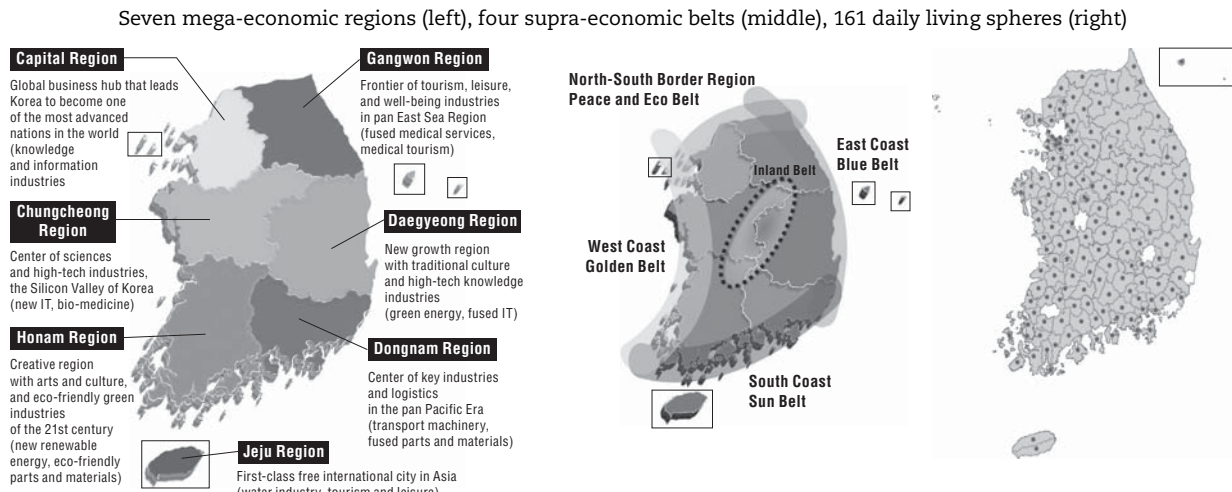 Seven mega-economic regions (left), four supra-economic belts (middle), 161 daily living spheres (right)
Capital Region
Global business hub that leads
Korea to become one
of the most advanced
nations in the world
(knowledge
and information
industries
Gangwon Region
Frontier of tourism, leisure,
and well-being industries
in pan East Sea Region
(fused medical services,
medical tourism)
Chungcheong
Region
Center of sciences
and high-tech industries,
the Silicon Valley of Korea
(new IT, bio-medicine)
Daegyeong Region
New growth region
with traditional culture
and high-tech knowledge
industries
(green energy, fused IT)
Honam Region
Creative region
with arts and culture,
and eco-friendly green
industries
of the 21st century
(new renewable
energy, eco-friendly
parts and materials)
Dongnam Region
Center of key industries
and logistics
in the pan Pacific Era
(transport machinery,
fused parts and materials)
Jeju Region
First-class free international city in Asia
(water industry, tourism and leisure)
North-South Border Region
Peace and Eco Belt
East Coast
Blue Belt
Inland Belt
West Coast
Golden Belt
South Coast
Sun Belt